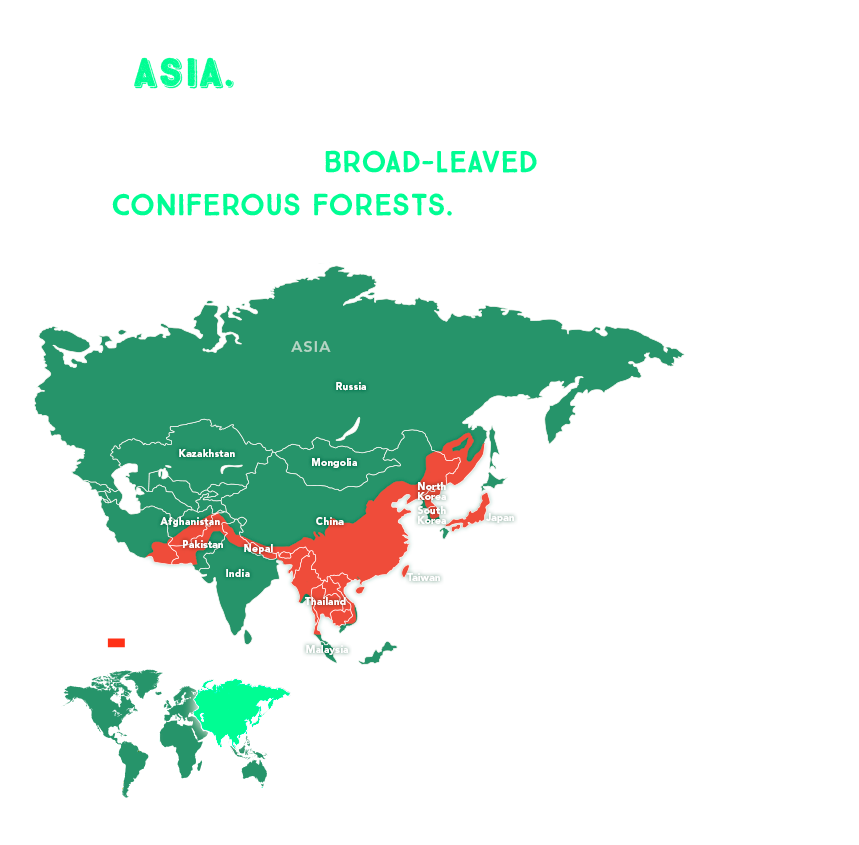 ASIA.
BROAD-LEAVED
CONIFEROUS FORESTS.
ASIA
Russia
Kazakhstan
Mongolia
North
Korea
South
Korea
Japan
Afghanistan
China
Pakistan
Nepal
India
Taiwan
Thailand
Malaysia